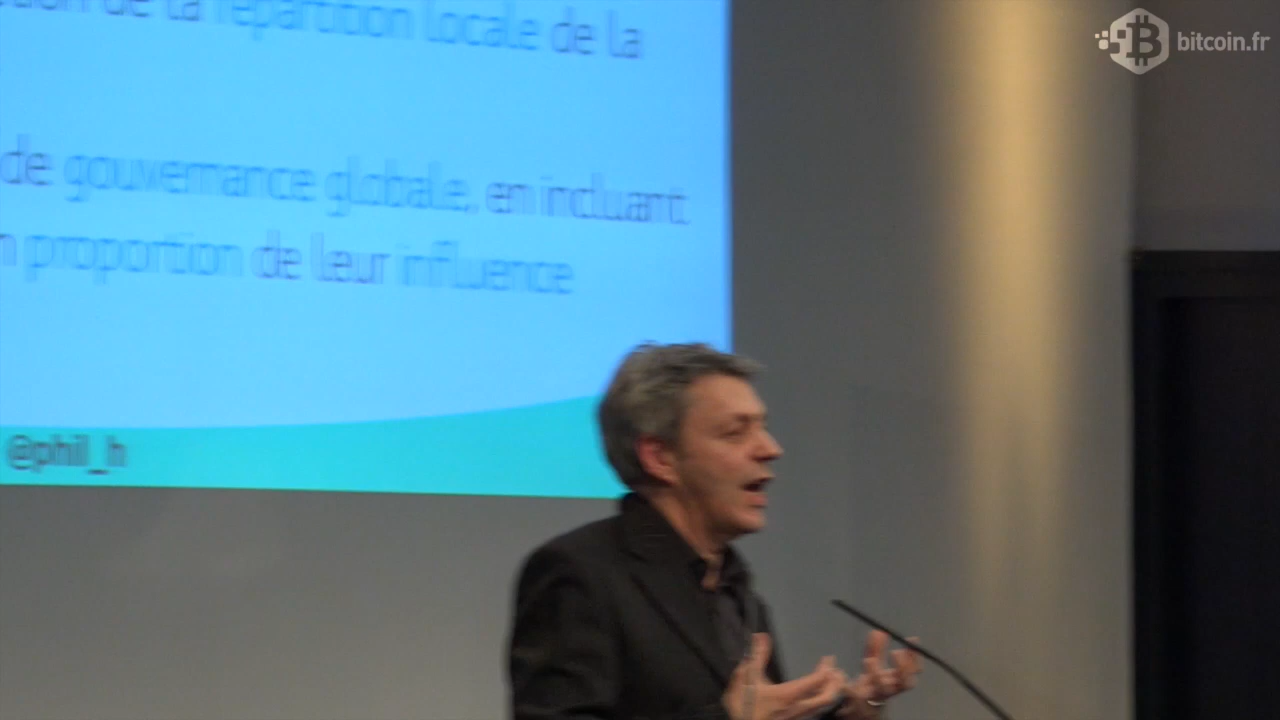 de la répartition locale de la
de gouvernance globale, en incluant
proportion de leur influence
@phil_h
bitcoin.fr